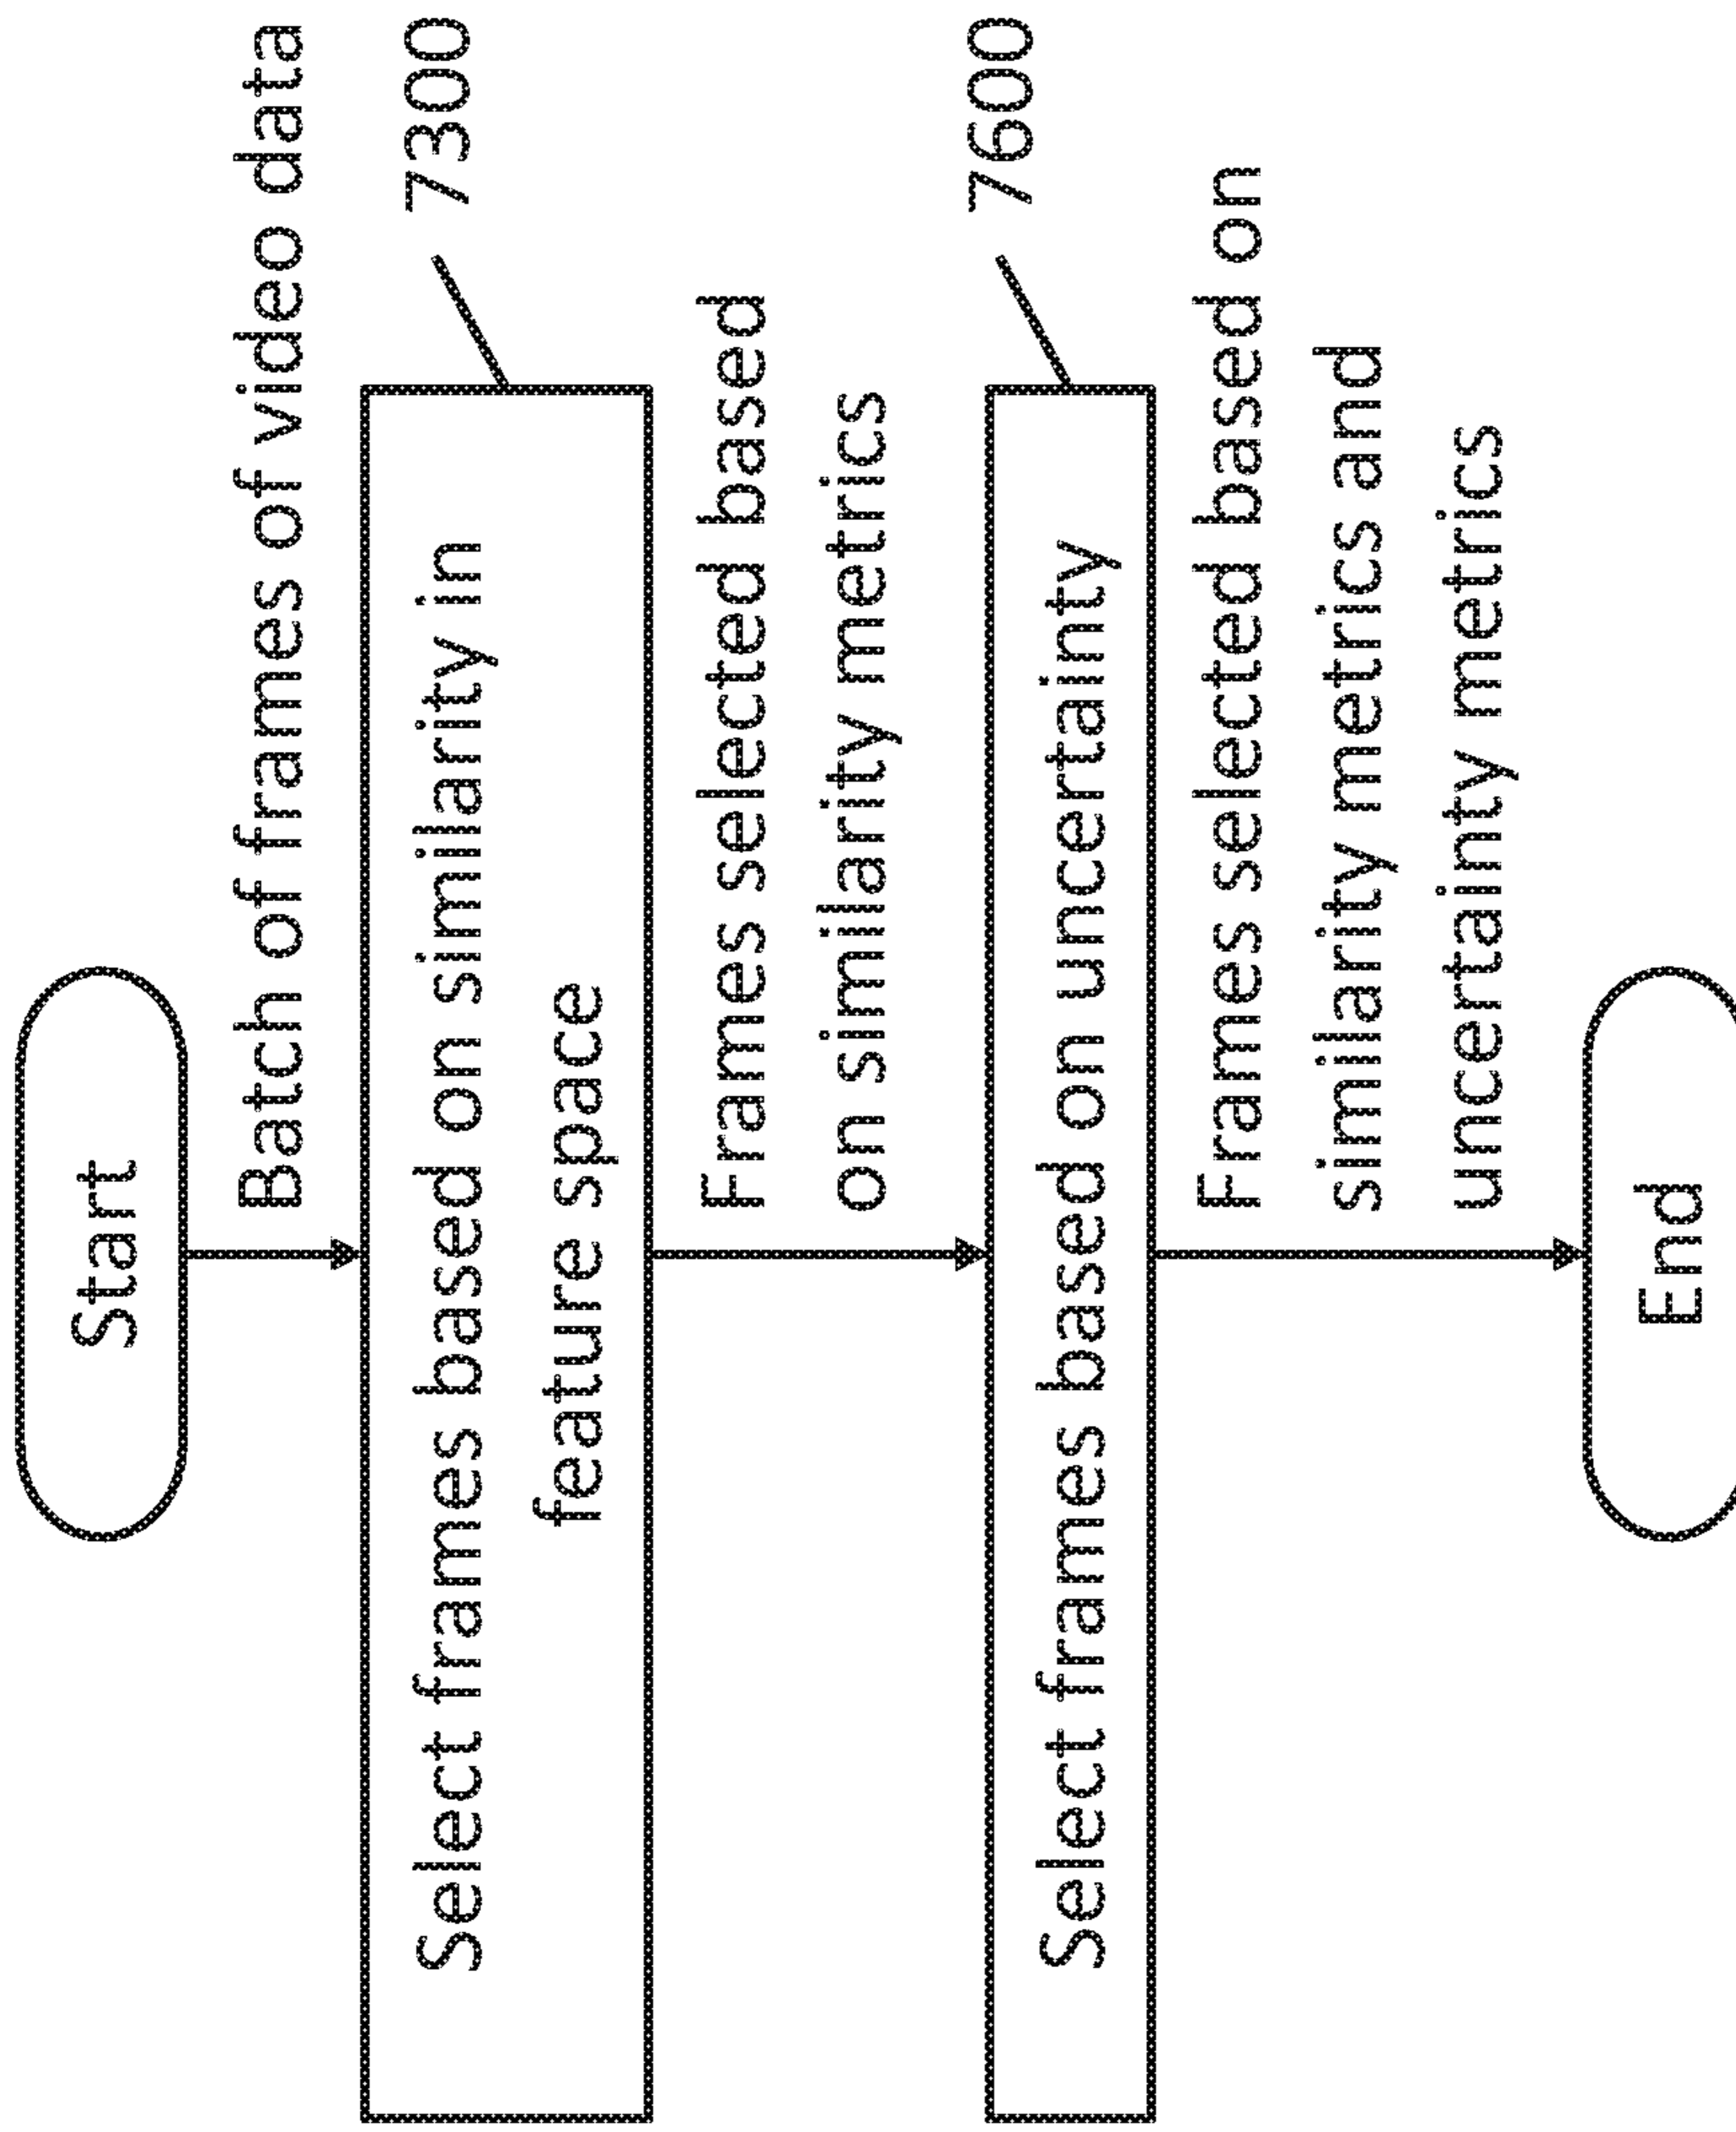 Start
Batch of frames of video data
Select frames based on similarity in
feature space
7300
Frames selected based
on similarity metrics
Select frames based on uncertainty
7600
Frames selected based on
similarity metrics and
uncertainty metrics
End